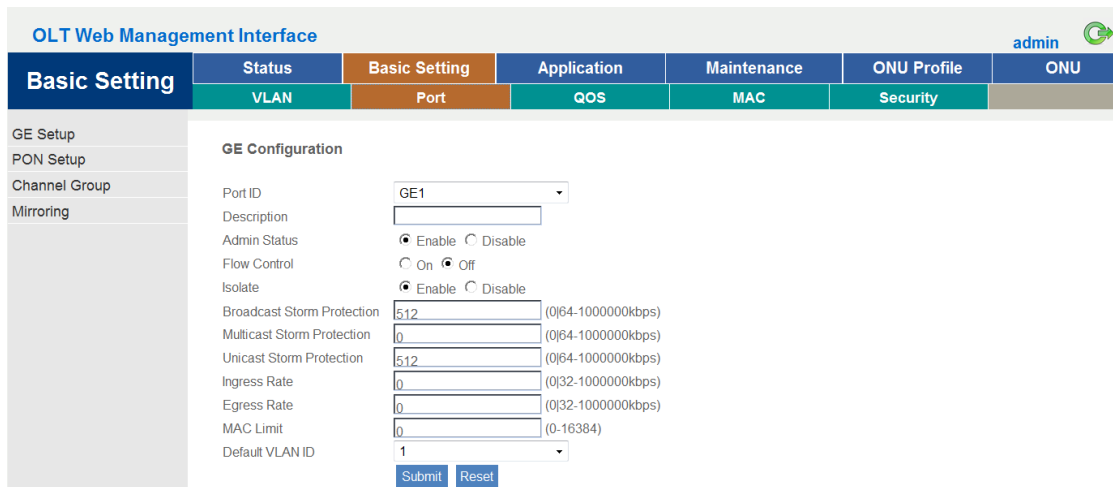 OLT Web Management Interface
admin
Basic Setting
Status Basic Setting Application Maintenance ONU Profile ONU
VLAN Port QOS MAC Security
GE Setup
PON Setup
Channel Group
Mirroring
GE Configuration
Port ID GE1
Description
Admin Status Enable Disable
Flow Control On Off
Isolate Enable Disable
Broadcast Storm Protection 512 (0|64-1000000kbps)
Multicast Storm Protection 0 (0|64-1000000kbps)
Unicast Storm Protection 512 (0|64-1000000kbps)
Ingress Rate 0 (0|32-1000000kbps)
Egress Rate 0 (0|32-1000000kbps)
MAC Limit 0 (0-16384)
Default VLAN ID 1
Submit Reset